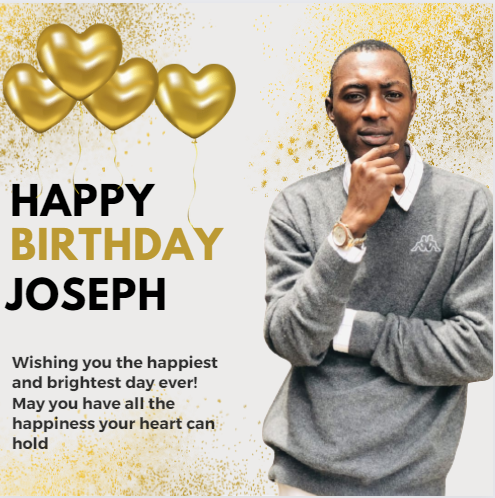 HAPPY
BIRTHDAY
JOSEPH
Wishing you the happiest
and brightest day ever!
May you have all the
happiness your heart can
hold